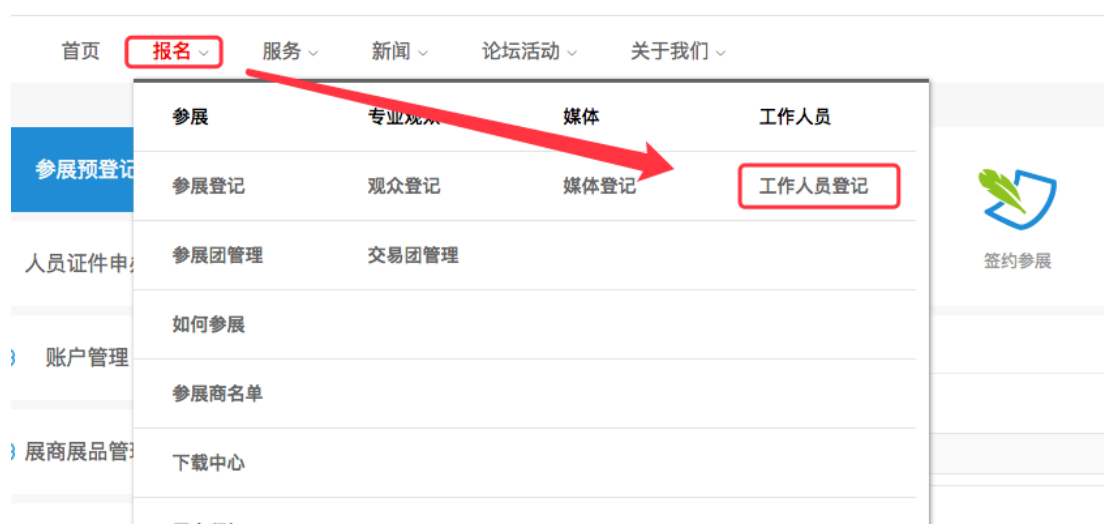 首页 报名 服务 新闻 论坛活动 关于我们
参展 专业观众 媒体 工作人员
参展预登记
参展登记 观众登记 媒体登记 工作人员登记
人员证件申
参展团管理 交易团管理
签约参展
如何参展
账户管理
参展商名单
展商展品管
下载中心